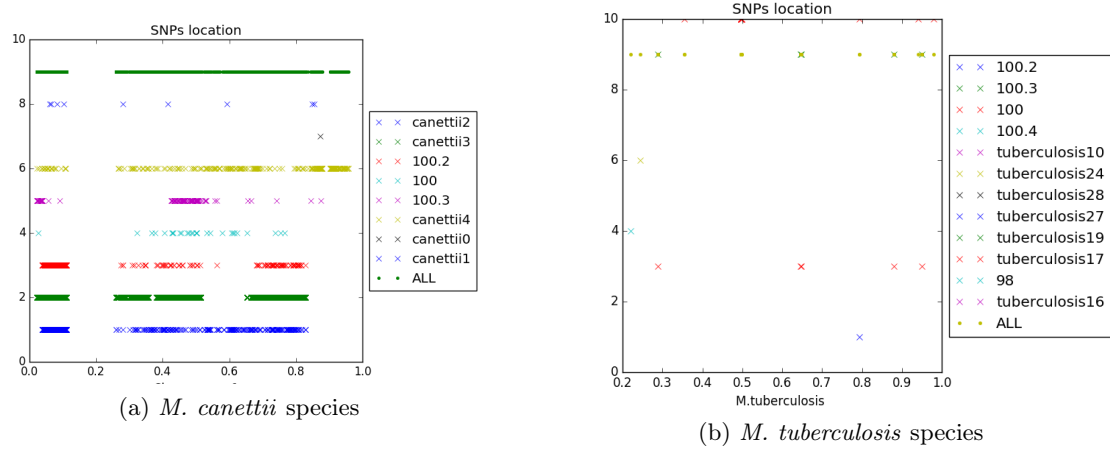 SNPs location
10
8
6
4
2
0
0.0 0.2 0.4 0.6 0.8 1.0
canettii2
canettii3
100.2
100
100.3
canettii4
canettii0
canettii1
ALL
(a) M. canettii species
SNPs location
10
8
6
4
2
0
0.2 0.3 0.4 0.5 0.6 0.7 0.8 0.9 1.0
M.tuberculosis
100.2
100.3
100
100.4
tuberculosis10
tuberculosis24
tuberculosis28
tuberculosis27
tuberculosis19
tuberculosis17
98
tuberculosis16
ALL
(b) M. tuberculosis species